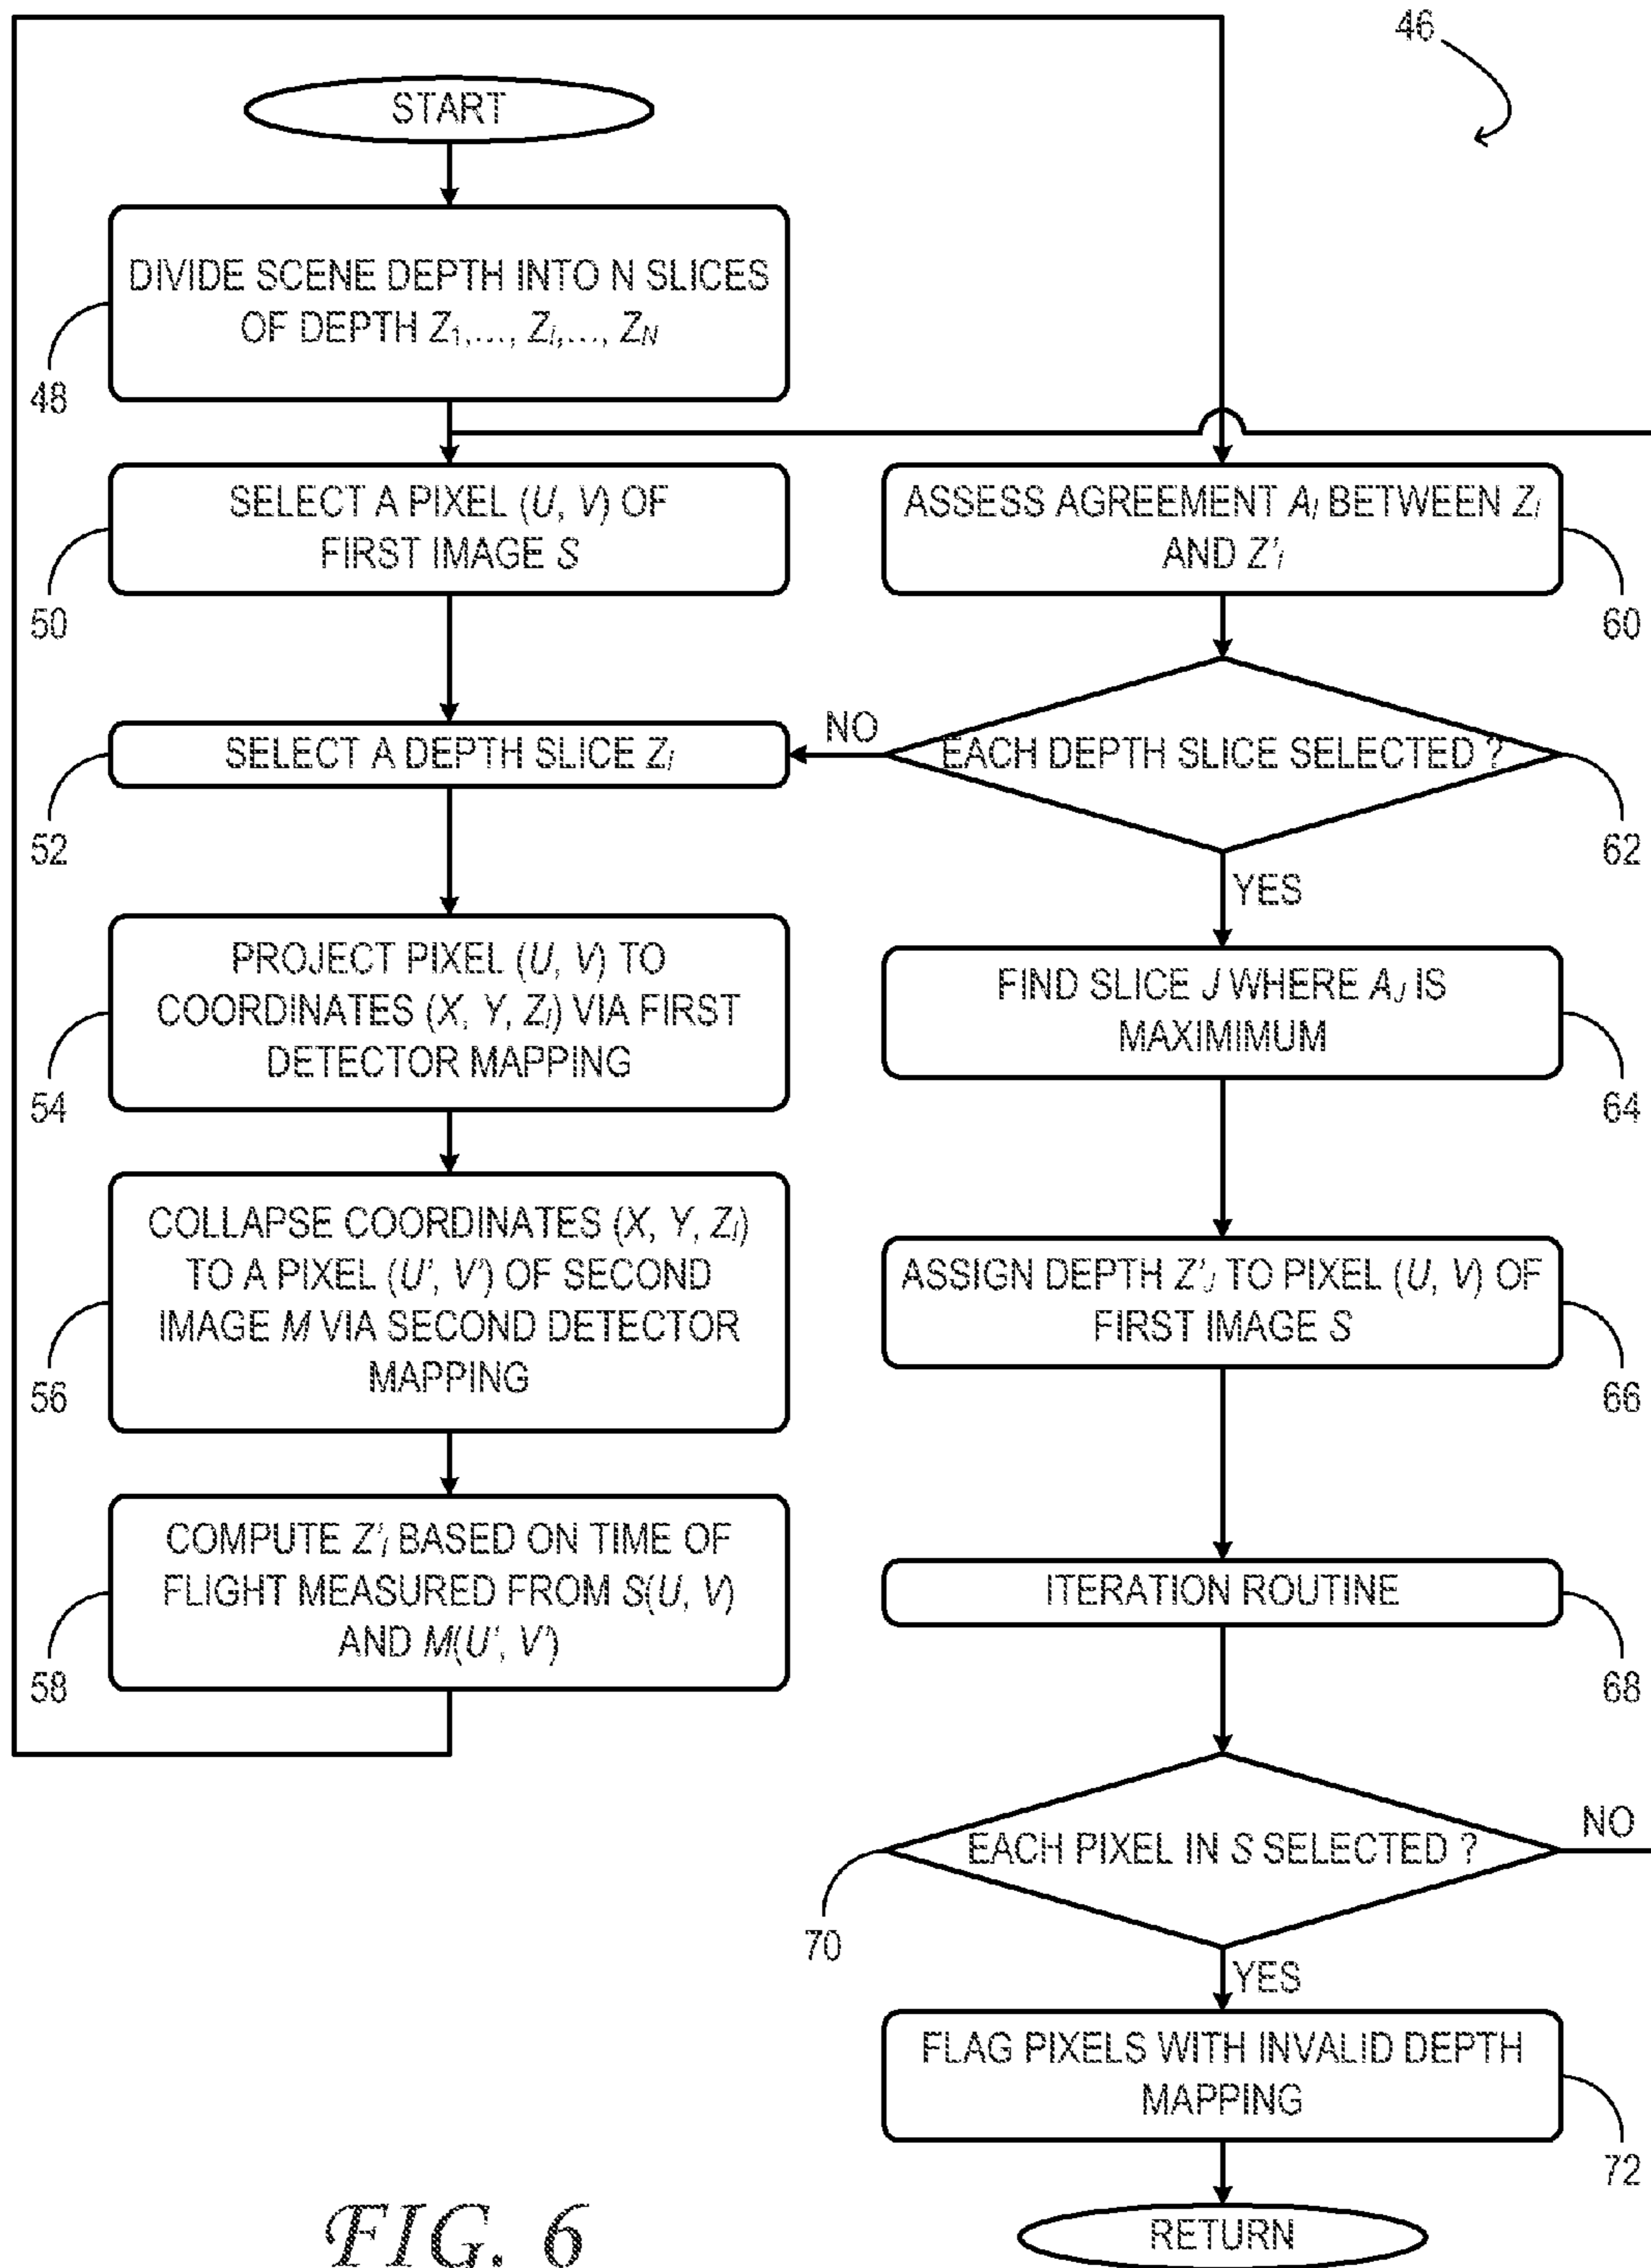 46
START
DIVIDE SCENE DEPTH INTO N SLICES
OF DEPTH Z1,..., Zi,..., ZN
48
SELECT A PIXEL (U, V) OF
FIRST IMAGE S
50
SELECT A DEPTH SLICE Zi
52
PROJECT PIXEL (U, V) TO
COORDINATES (X, Y, Zi) VIA FIRST
DETECTOR MAPPING
54
COLLAPSE COORDINATES (X, Y, Zi)
TO A PIXEL (U', V') OF SECOND
IMAGE M VIA SECOND DETECTOR
MAPPING
56
COMPUTE Z'i BASED ON TIME OF
FLIGHT MEASURED FROM S(U, V)
AND M(U', V')
58
ASSESS AGREEMENT Ai BETWEEN Zi
AND Z'i
60
EACH DEPTH SLICE SELECTED ?
NO
62
YES
FIND SLICE J WHERE AJ IS
MAXIMIMUM
64
ASSIGN DEPTH Z'J TO PIXEL (U, V) OF
FIRST IMAGE S
66
ITERATION ROUTINE
68
EACH PIXEL IN S SELECTED ?
NO
70
YES
FLAG PIXELS WITH INVALID DEPTH
MAPPING
72
RETURN
FIG. 6